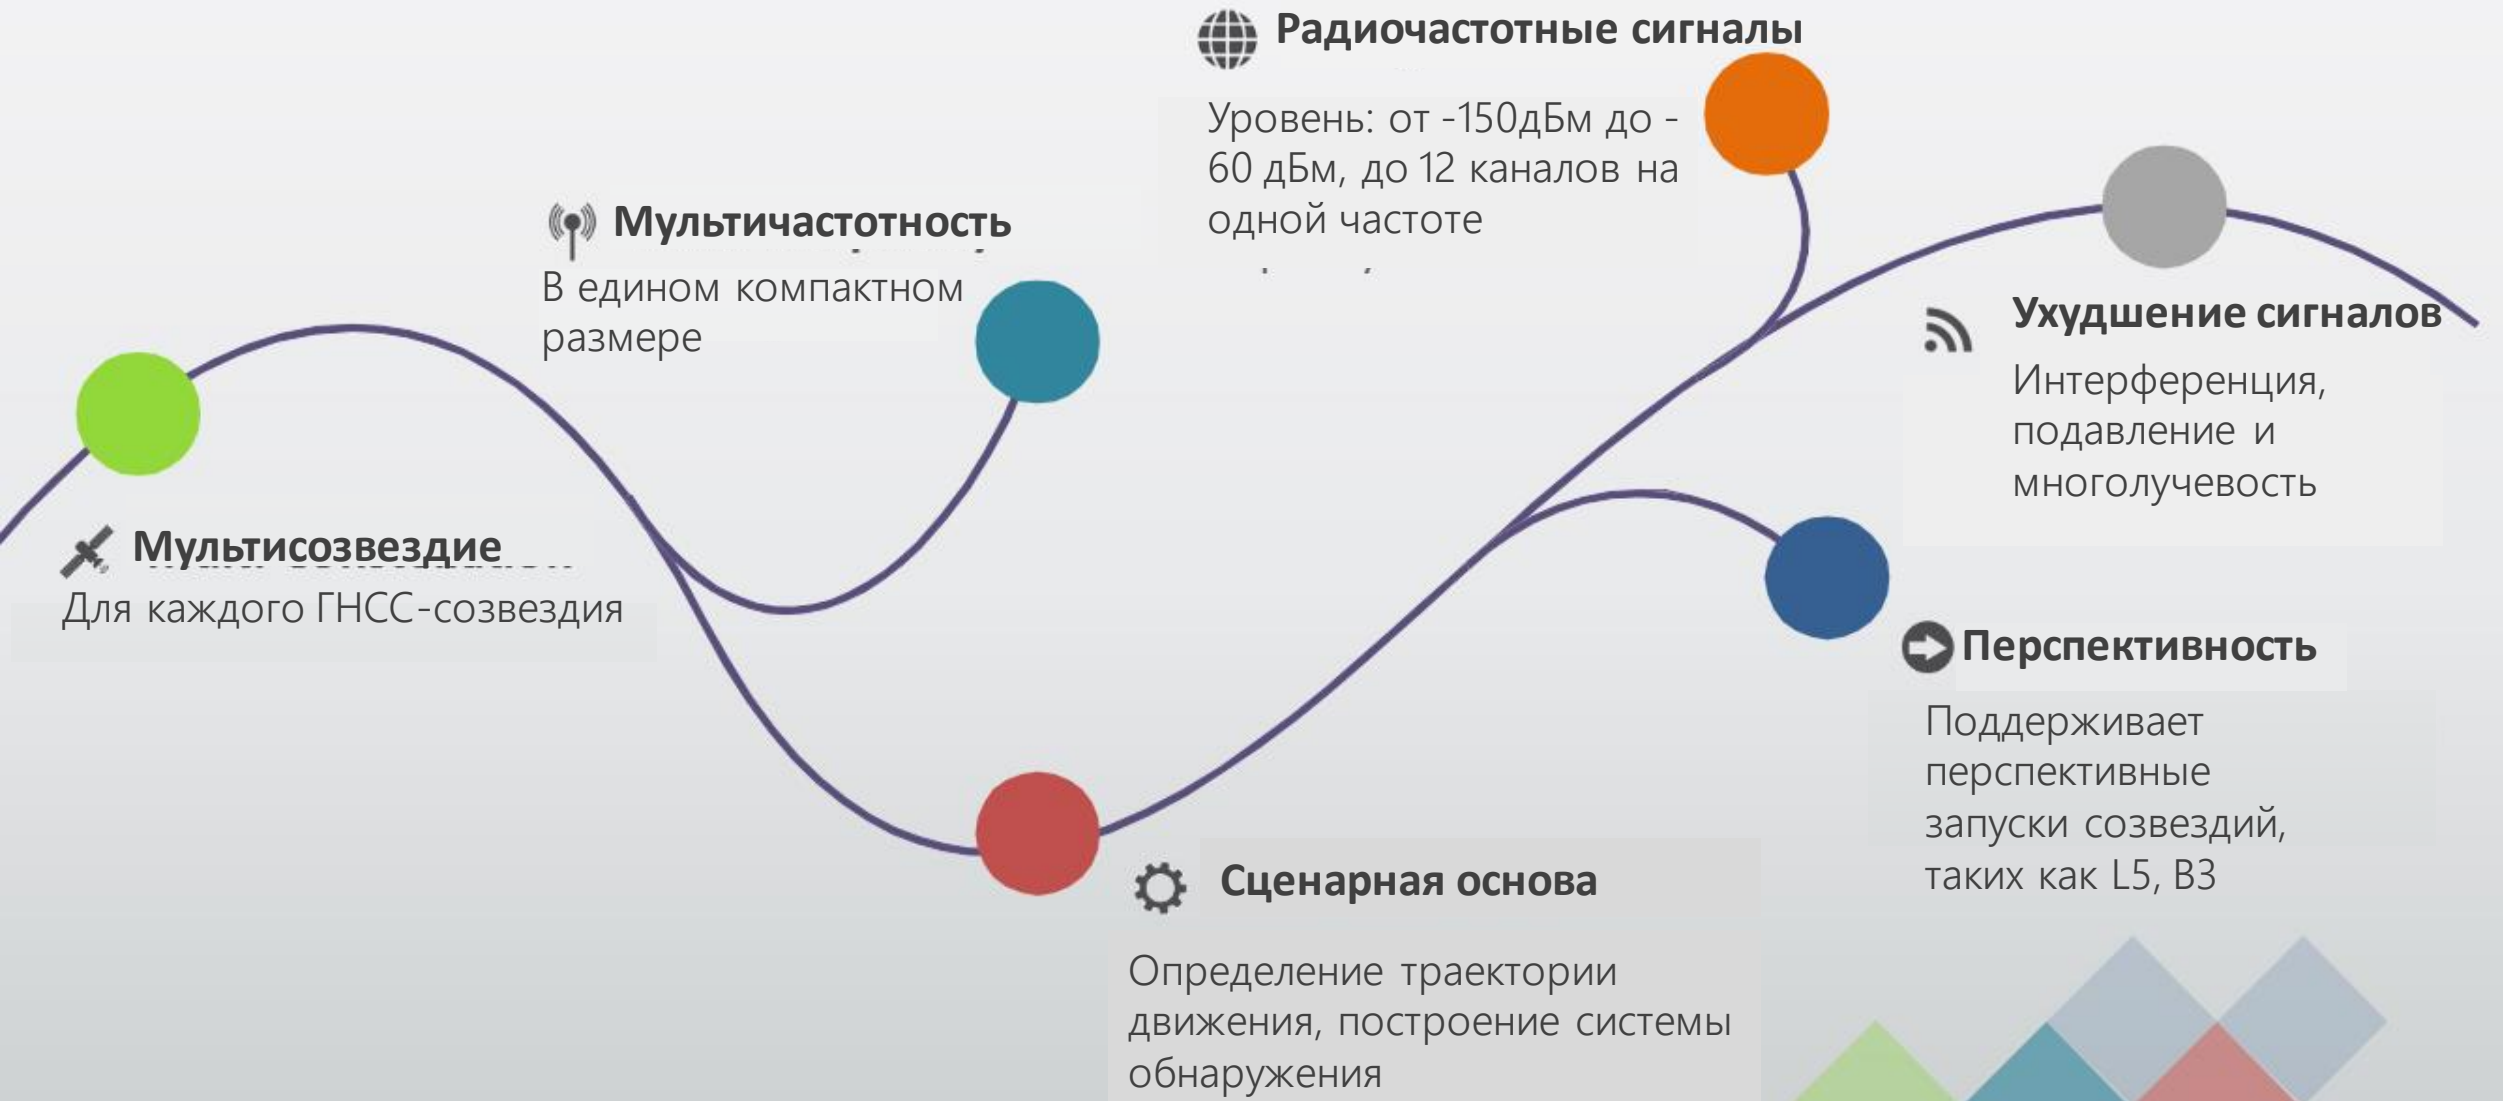 Мультисозвездие
Для каждого ГНСС-созвездия
Мультичастотность
В едином компактном
размере
Радиочастотные сигналы
Уровень: от -150дБм до -
60 дБм, до 12 каналов на
одной частоте
Сценарная основа
Определение траектории
движения, построение системы
обнаружения
Ухудшение сигналов
Интерференция,
подавление и
многолучевость
Перспективность
Поддерживает
перспективные
запуски созвездий,
таких как L5, B3